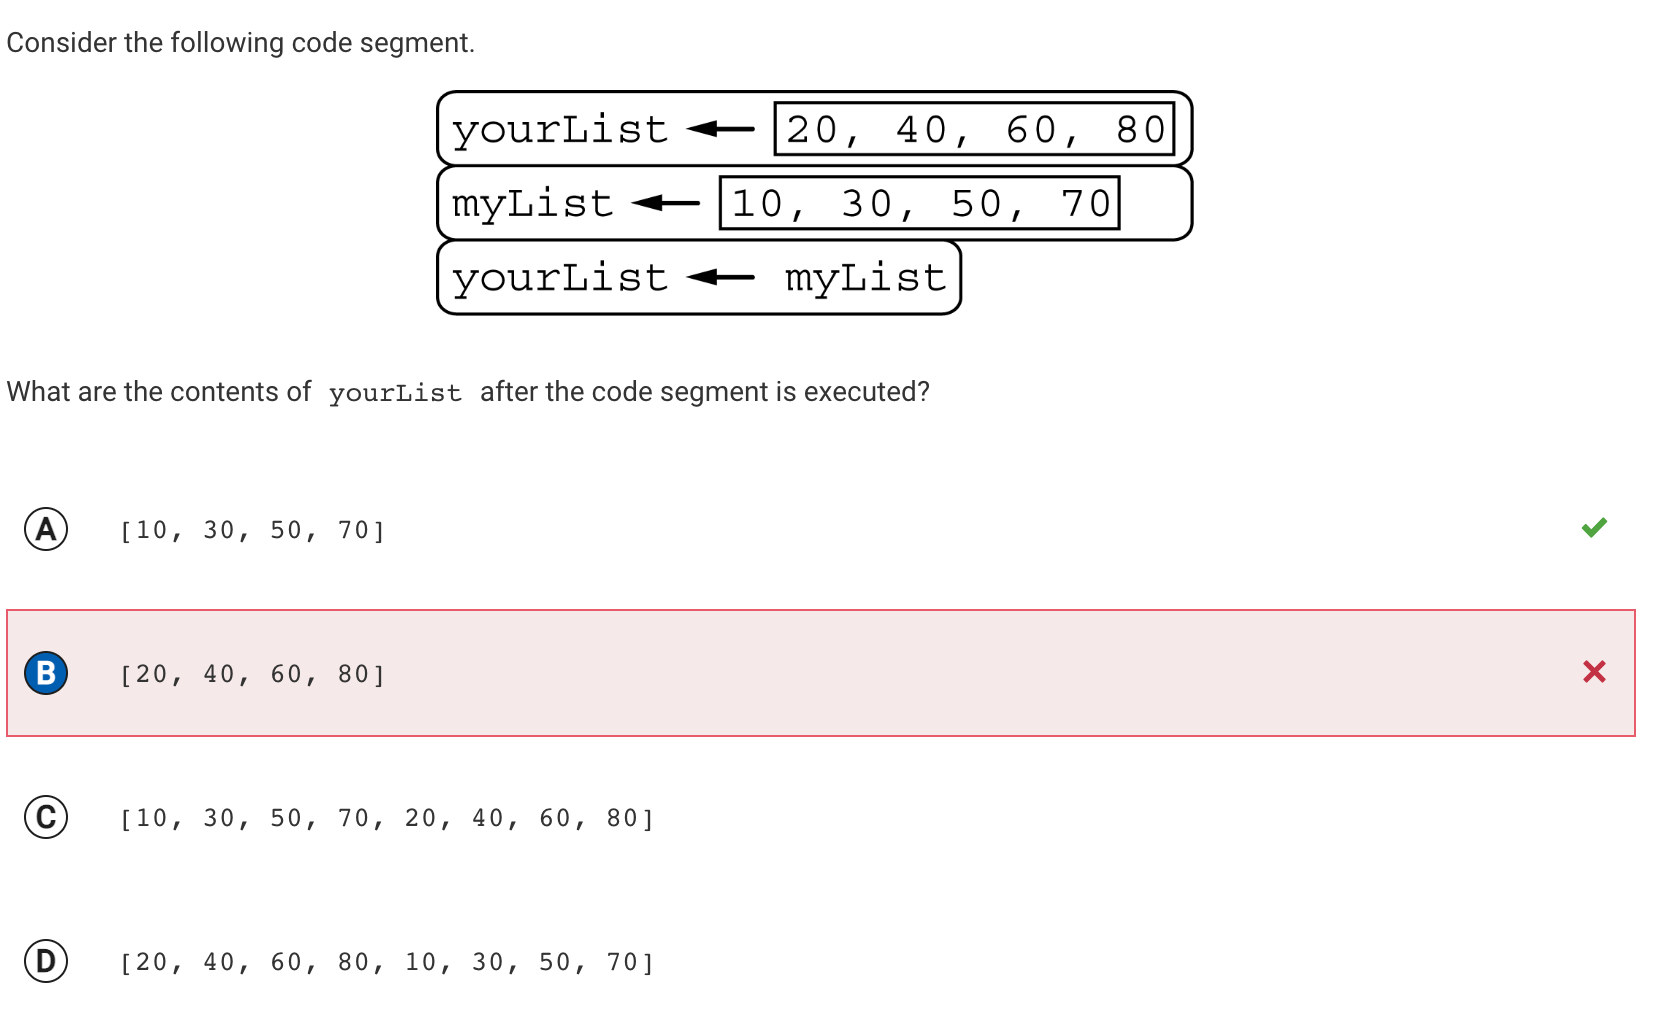 Consider the following code segment.
yourList ← 20, 40, 60, 80
myList ← 10, 30, 50, 70
yourList ← myList
What are the contents of yourList after the code segment is executed?
A [10, 30, 50, 70]
B [20, 40, 60, 80]
C [10, 30, 50, 70, 20, 40, 60, 80]
D [20, 40, 60, 80, 10, 30, 50, 70]